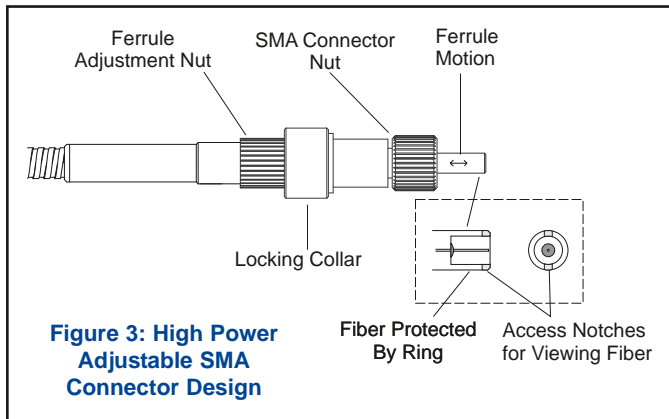 Ferrule
Adjustment Nut
SMA Connector
Nut
Ferrule
Motion
Locking Collar
Fiber Protected
By Ring
Access Notches
for Viewing Fiber
Figure 3: High Power
Adjustable SMA
Connector Design